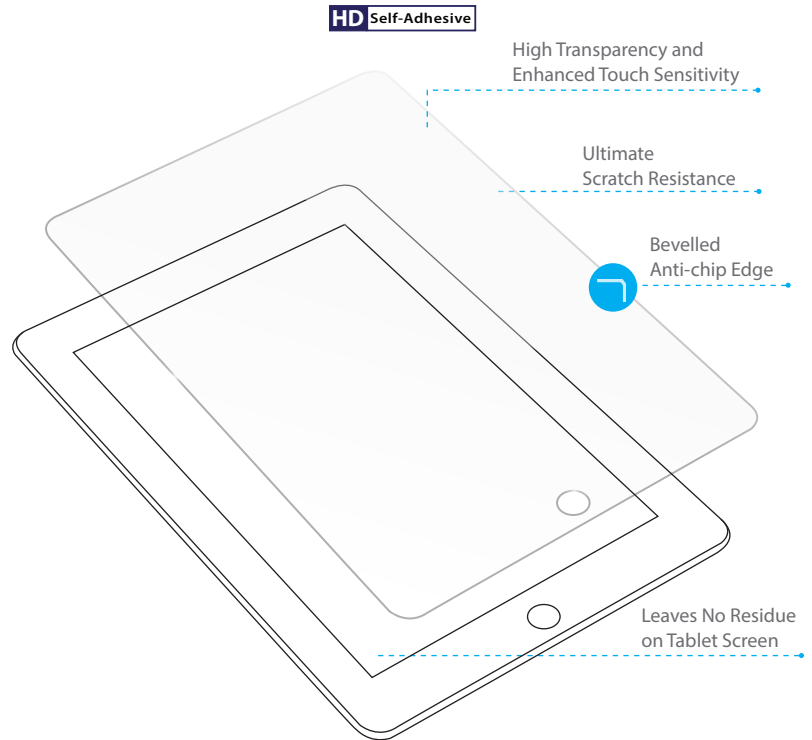 HD Self-Adhesive
High Transparency and
Enhanced Touch Sensitivity
Ultimate
Scratch Resistance
Bevelled
Anti-chip Edge
Leaves No Residue
on Tablet Screen